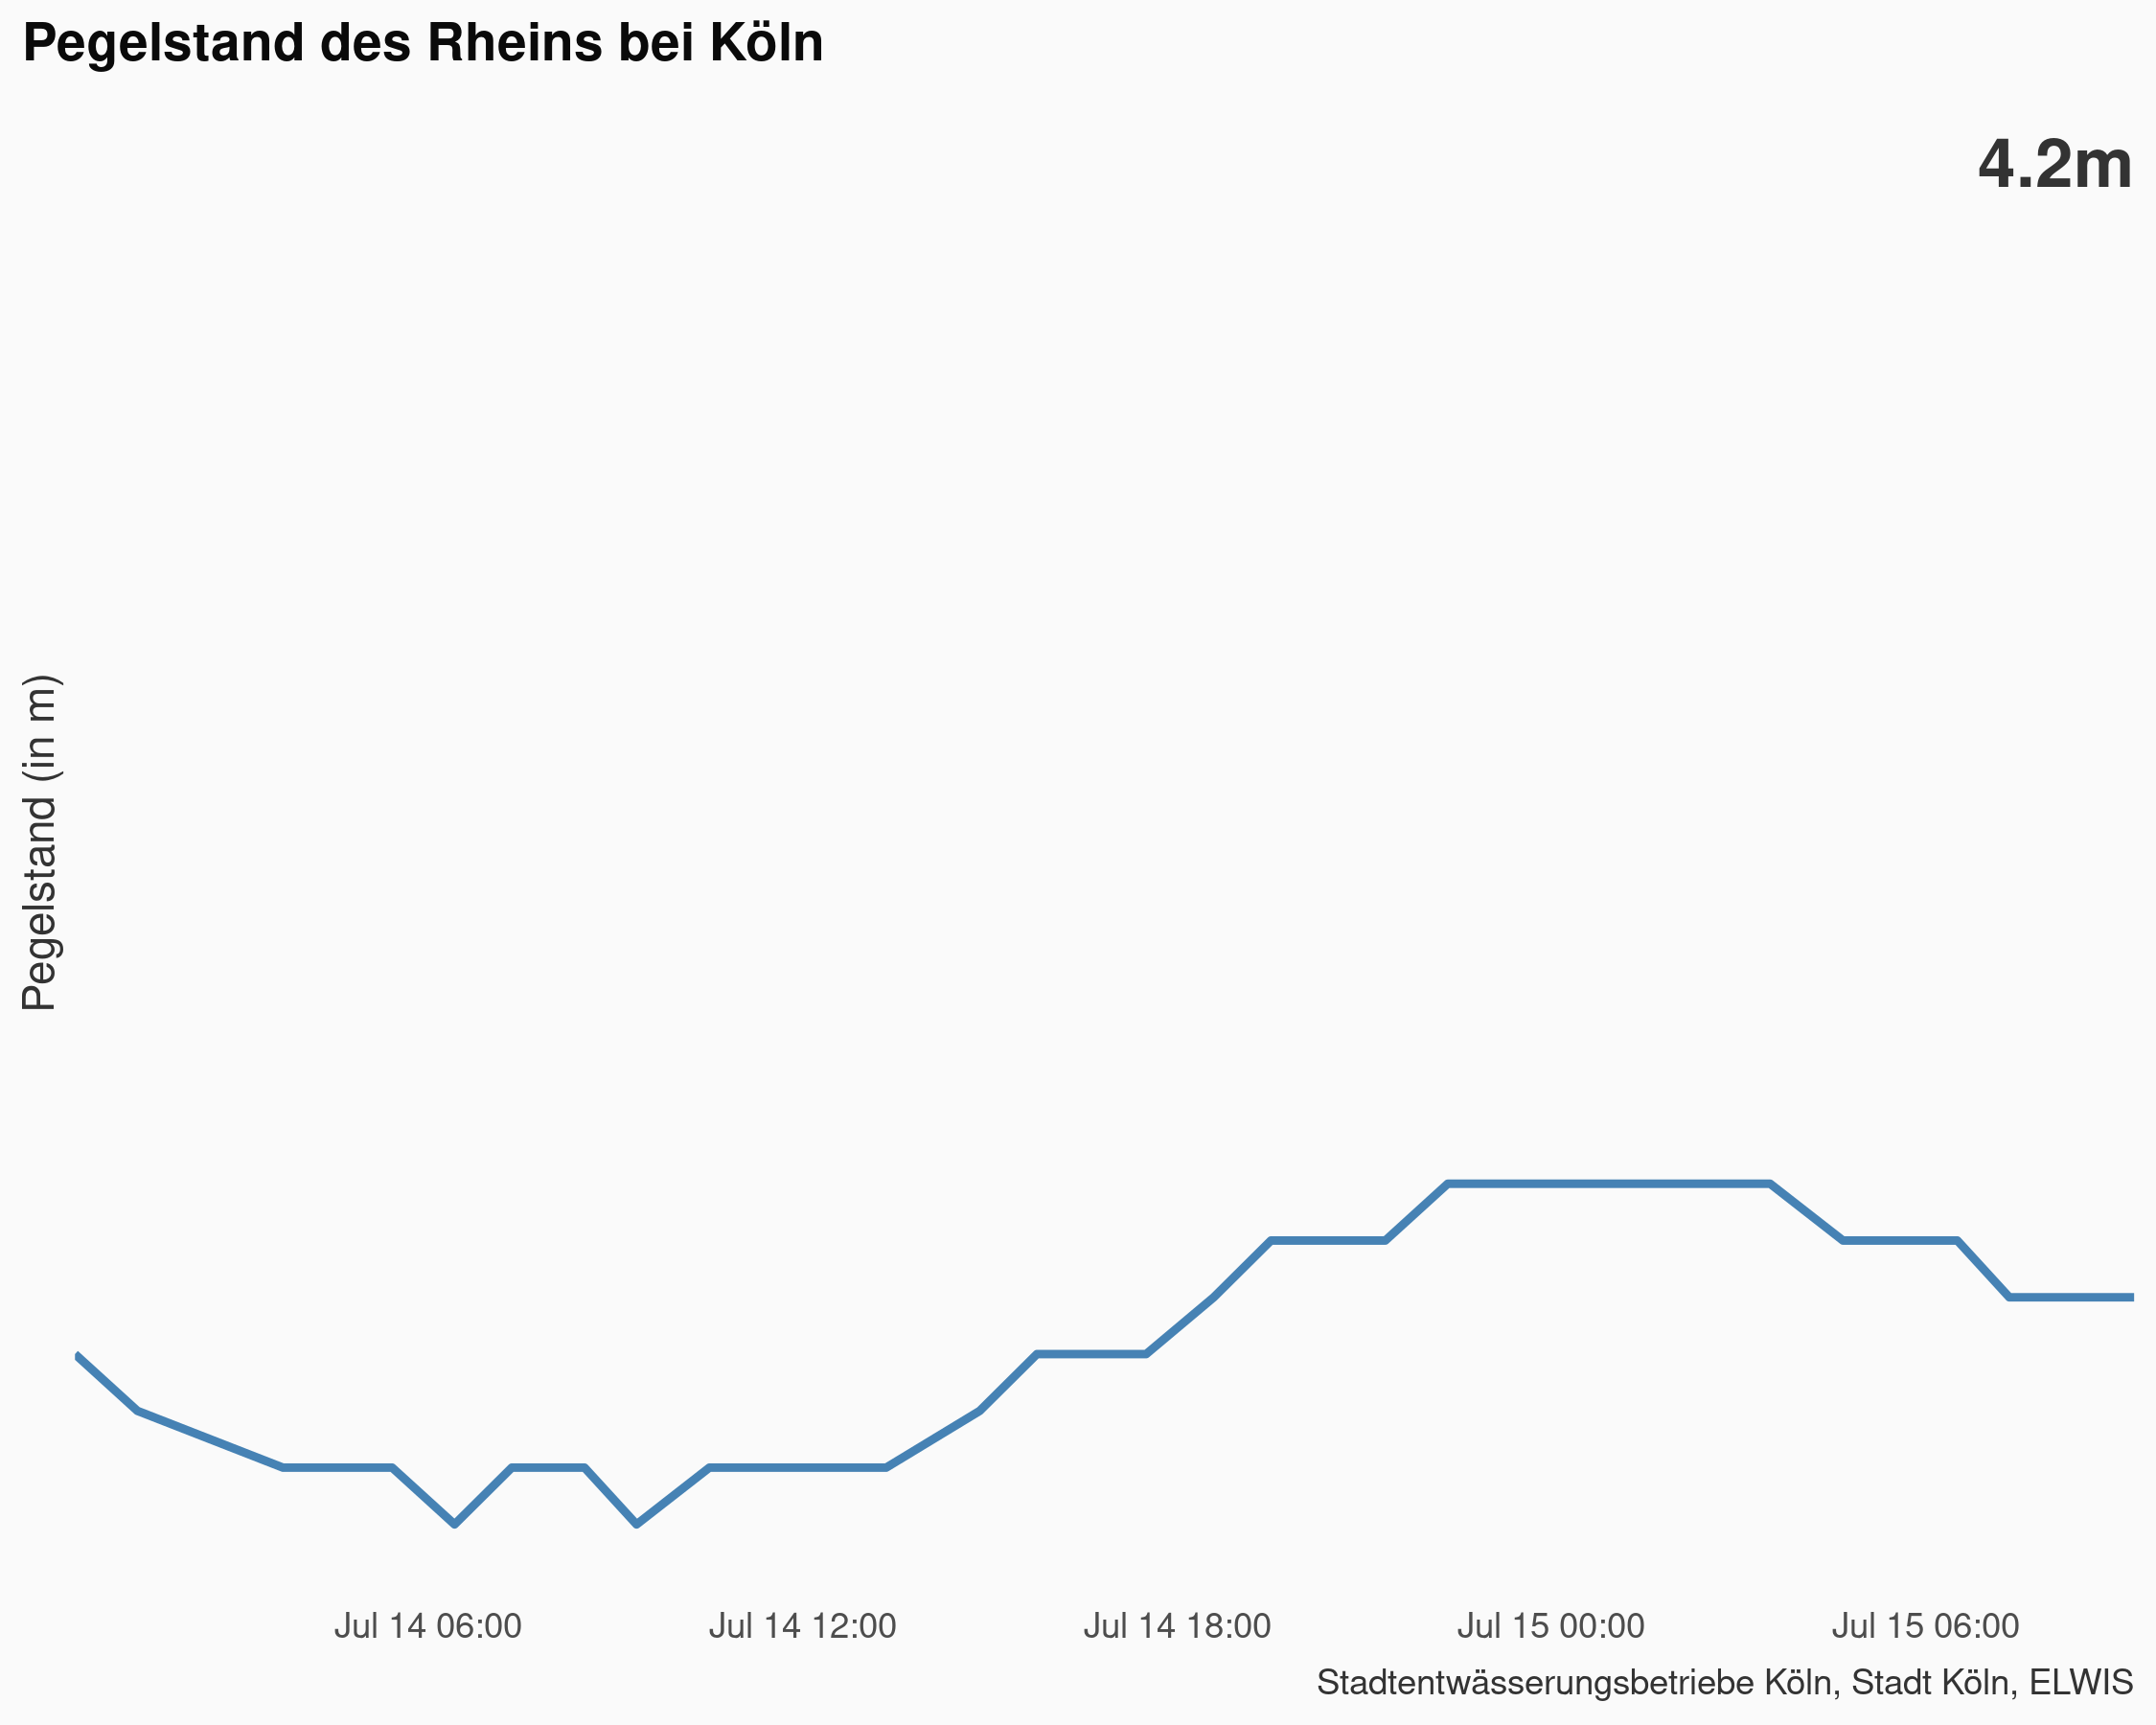 Pegelstand des Rheins bei Köln
4.2m
Pegelstand (in m)
Jul 14 06:00 Jul 14 12:00 Jul 14 18:00 Jul 15 00:00 Jul 15 06:00
Stadtentwässerungsbetriebe Köln, Stadt Köln, ELWIS